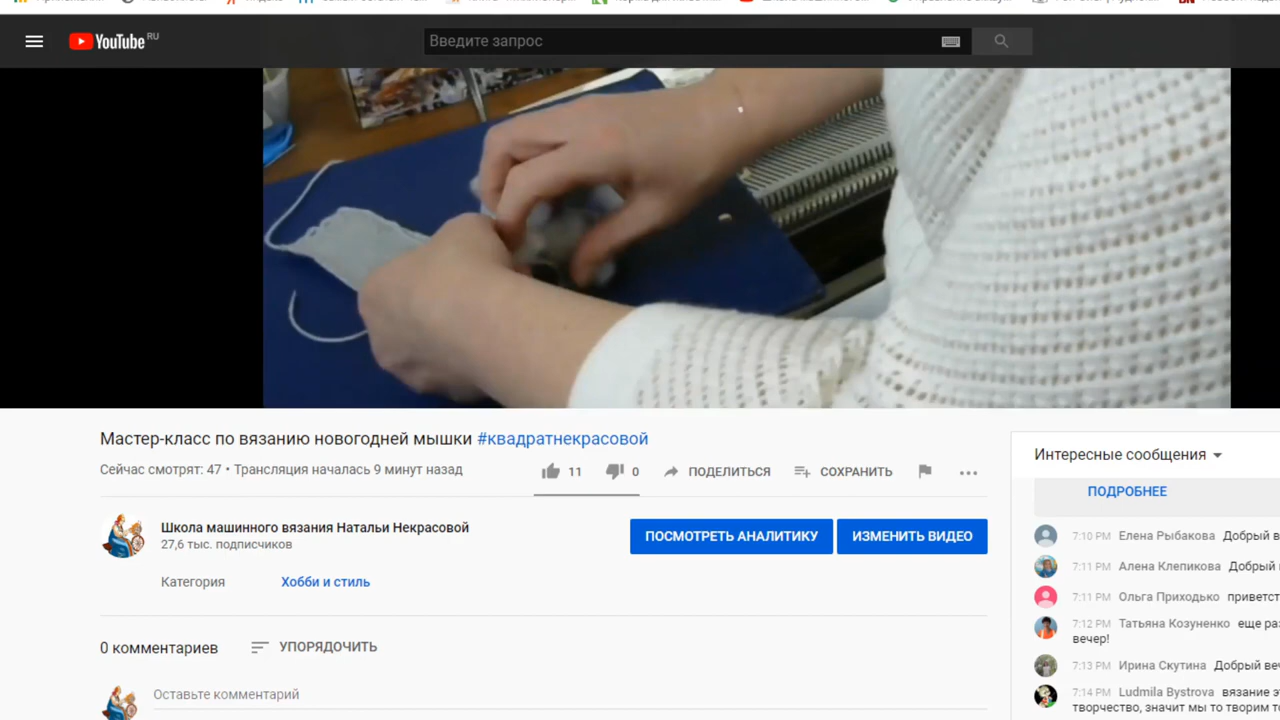 YouTube RU
Введите запрос
Мастер-класс по вязанию новогодней мышки #квадратнекрасовой
Сейчас смотрят: 47 • Трансляция началась 9 минут назад
11
0
ПОДЕЛИТЬСЯ
СОХРАНИТЬ
Школа машинного вязания Натальи Некрасовой
27,6 тыс. подписчиков
ПОСМОТРЕТЬ АНАЛИТИКУ
ИЗМЕНИТЬ ВИДЕО
Категория
Хобби и стиль
0 комментариев
УПОРЯДОЧИТЬ
Оставьте комментарий
Интересные сообщения
ПОДРОБНЕЕ
7:10 PM Елена Рыбакова Добрый в
7:11 PM Алена Клепикова Добрый
7:11 PM Ольга Приходько приветст
7:12 PM Татьяна Козуненко еще раз
вечер!
7:13 PM Ирина Скутина Добрый веч
7:14 PM Ludmila Bystrova вязание э
творчество, значит мы то творим т